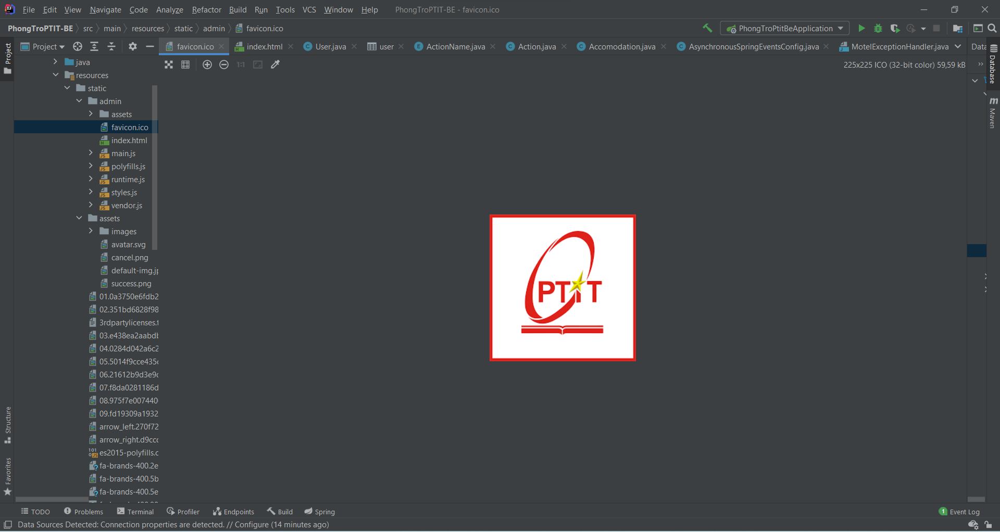 File Edit View Navigate Code Analyze Refactor Build Run Tools VCS Window Help PhongTroPTIT-BE - favicon.ico
PhongTroPTIT-BE src main resources static admin favicon.ico PhongTroPtitBeApplication
Project Project favicon.ico index.html User.java user ActionName.java Action.java Accomodation.java AsynchronousSpringEventsConfig.java MotelExceptionHandler.java Data
1:1 225x225 ICO (32-bit color) 59,59 kB
Database
Maven
java
resources
static
admin
assets
favicon.ico
index.html
main.js
polyfills.js
runtime.js
styles.js
vendor.js
assets
images
avatar.svg
cancel.png
default-img.jp
success.png
01.0a3750e6fdb2
02.351bd6828f98
3rdpartylicenses.t
03.e438ea2aabdb
04.0284d042a6c2
05.5014f9cce435c
06.21612b9d3e9c
07.f8da0281186d
08.975f7e007440
09.fd19309a1932
arrow_left.270f72
arrow_right.d9ccc
es2015-polyfills.c
fa-brands-400.2e
fa-brands-400.5b
fa-brands-400.5e
PTIT
Structure
Favorites
TODO Problems Terminal Profiler Endpoints Build Spring 1 Event Log
Data Sources Detected: Connection properties are detected. // Configure (14 minutes ago)